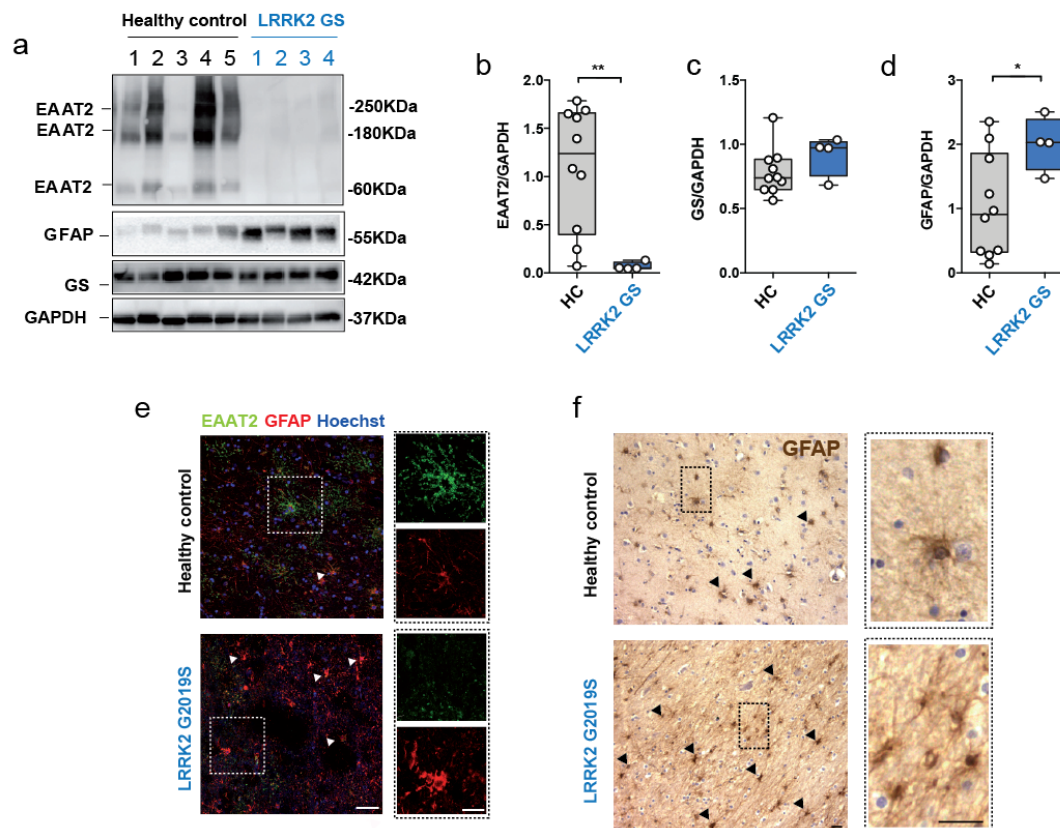 a
Healthy control LRRK2 GS
1 2 3 4 5 1 2 3 4
EAAT2
EAAT2
EAAT2
-250KDa
-180KDa
-60KDa
GFAP
-55KDa
GS
-42KDa
GAPDH
-37KDa
b
**
EAAT2/GAPDH
2.0
1.5
1.0
0.5
0.0
HC
LRRK2 GS
c
GS/GAPDH
1.5
1.0
0.5
0.0
HC
LRRK2 GS
d
*
GFAP/GAPDH
3
2
1
0
HC
LRRK2 GS
e
EAAT2 GFAP Hoechst
Healthy control
LRRK2 G2019S
f
GFAP
Healthy control
LRRK2 G2019S